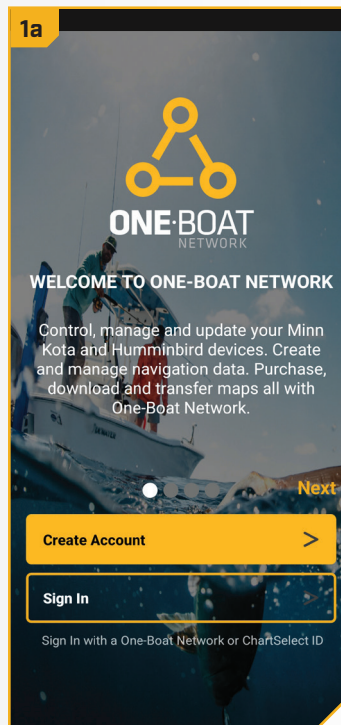 1a
ONE·BOAT
NETWORK
WELCOME TO ONE-BOAT NETWORK
Control, manage and update your Minn
Kota and Humminbird devices. Create
and manage navigation data. Purchase,
download and transfer maps all with
One-Boat Network.
Next
Create Account >
Sign In >
Sign In with a One-Boat Network or ChartSelect ID